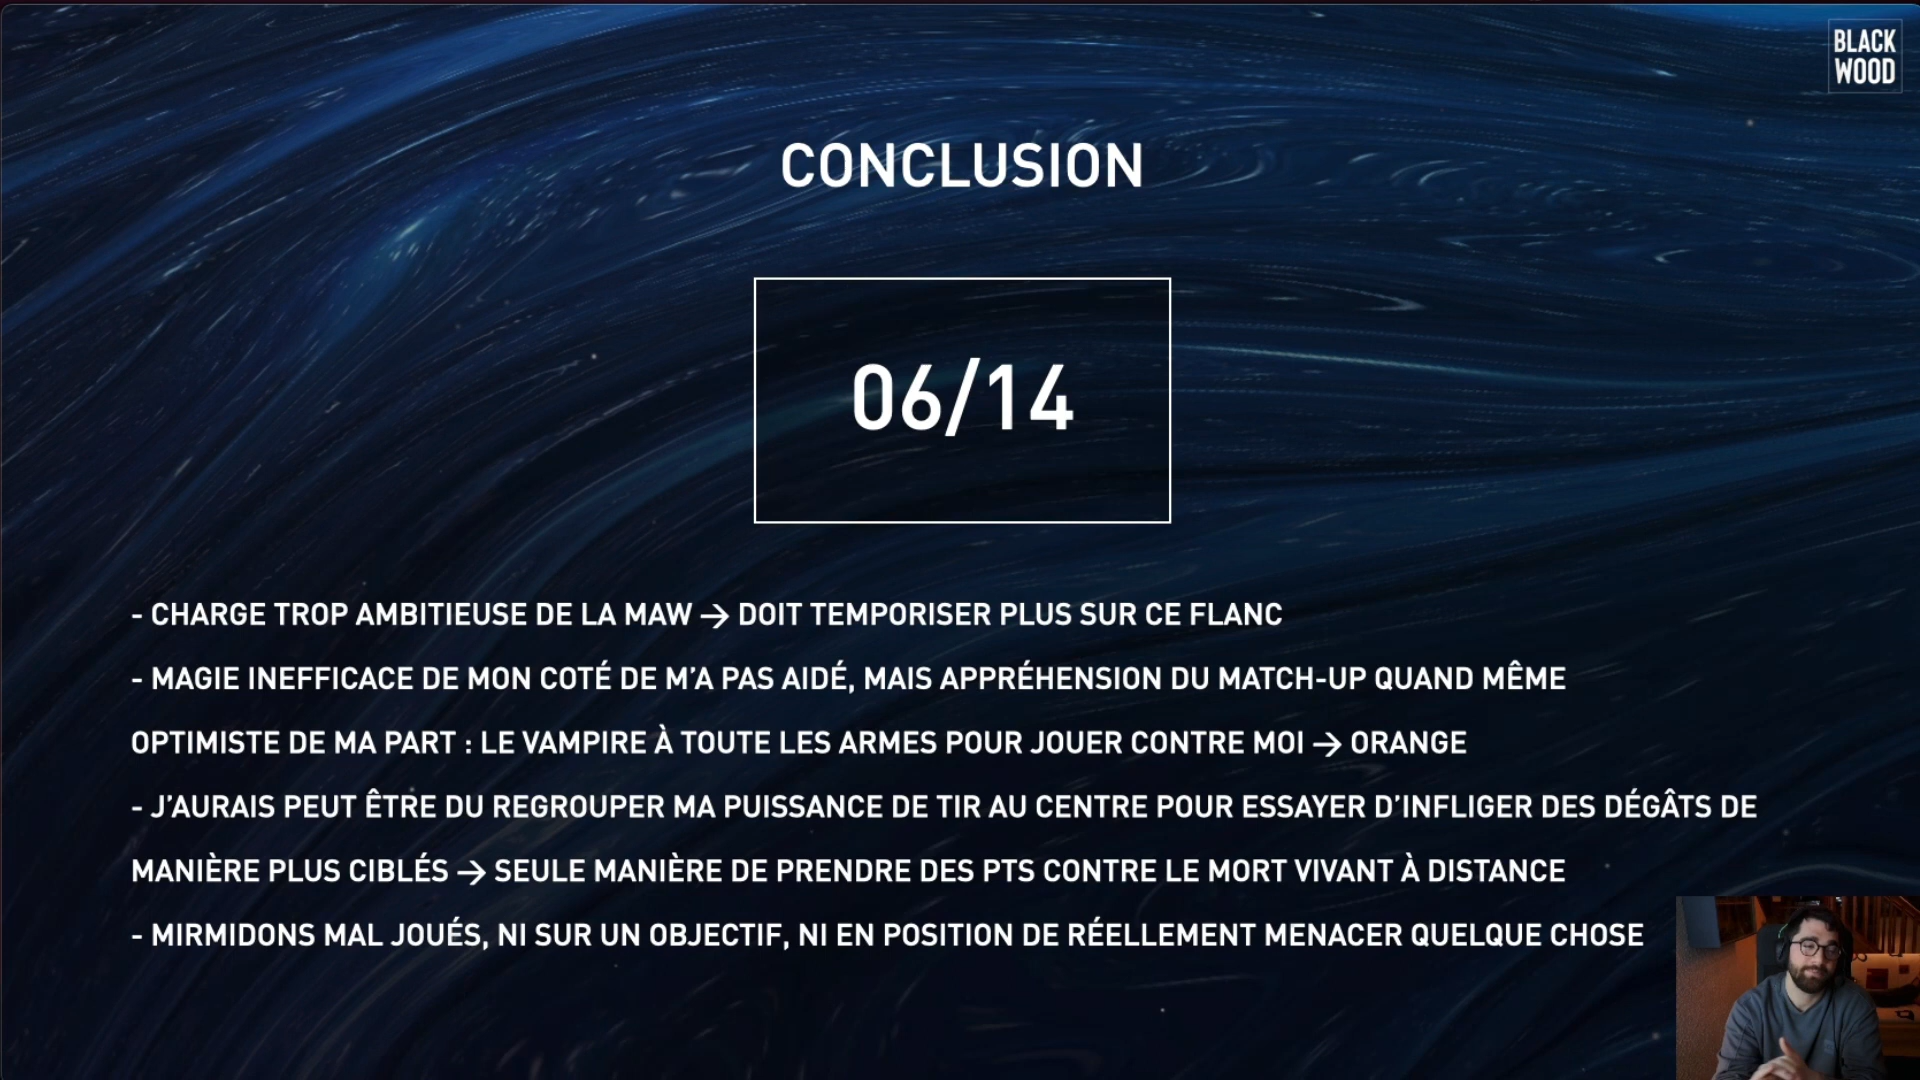 BLACK
WOOD
CONCLUSION
06/14
- CHARGE TROP AMBITIEUSE DE LA MAW → DOIT TEMPORISER PLUS SUR CE FLANC
- MAGIE INEFFICACE DE MON COTÉ DE M'A PAS AIDÉ, MAIS APPRÉHENSION DU MATCH-UP QUAND MÊME
OPTIMISTE DE MA PART : LE VAMPIRE À TOUTE LES ARMES POUR JOUER CONTRE MOI → ORANGE
- J'AURAIS PEUT ÊTRE DU REGROUPER MA PUISSANCE DE TIR AU CENTRE POUR ESSAYER D'INFLIGER DES DÉGÂTS DE
MANIÈRE PLUS CIBLÉS → SEULE MANIÈRE DE PRENDRE DES PTS CONTRE LE MORT VIVANT À DISTANCE
- MIRMIDONS MAL JOUÉS, NI SUR UN OBJECTIF, NI EN POSITION DE RÉELLEMENT MENACER QUELQUE CHOSE